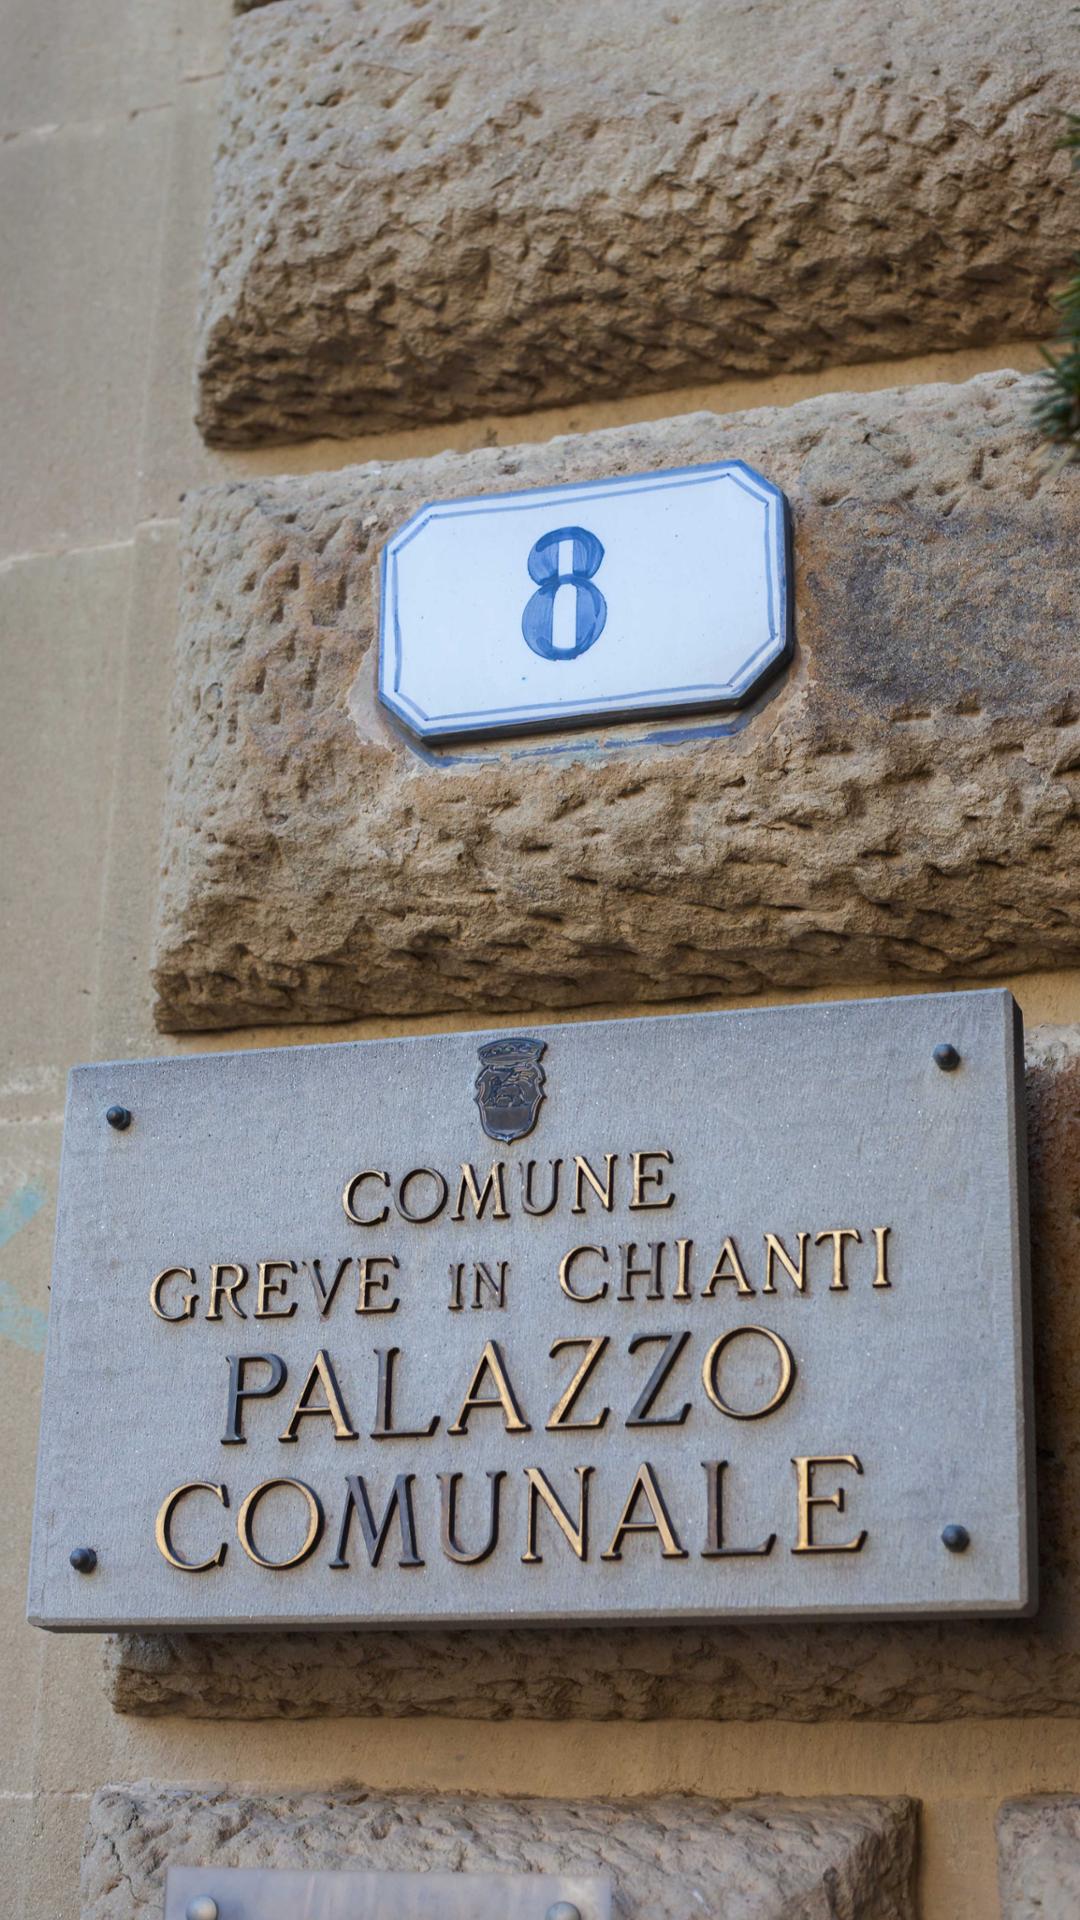 8
COMUNE
GREVE IN CHIANTI
PALAZZO
COMUNALE